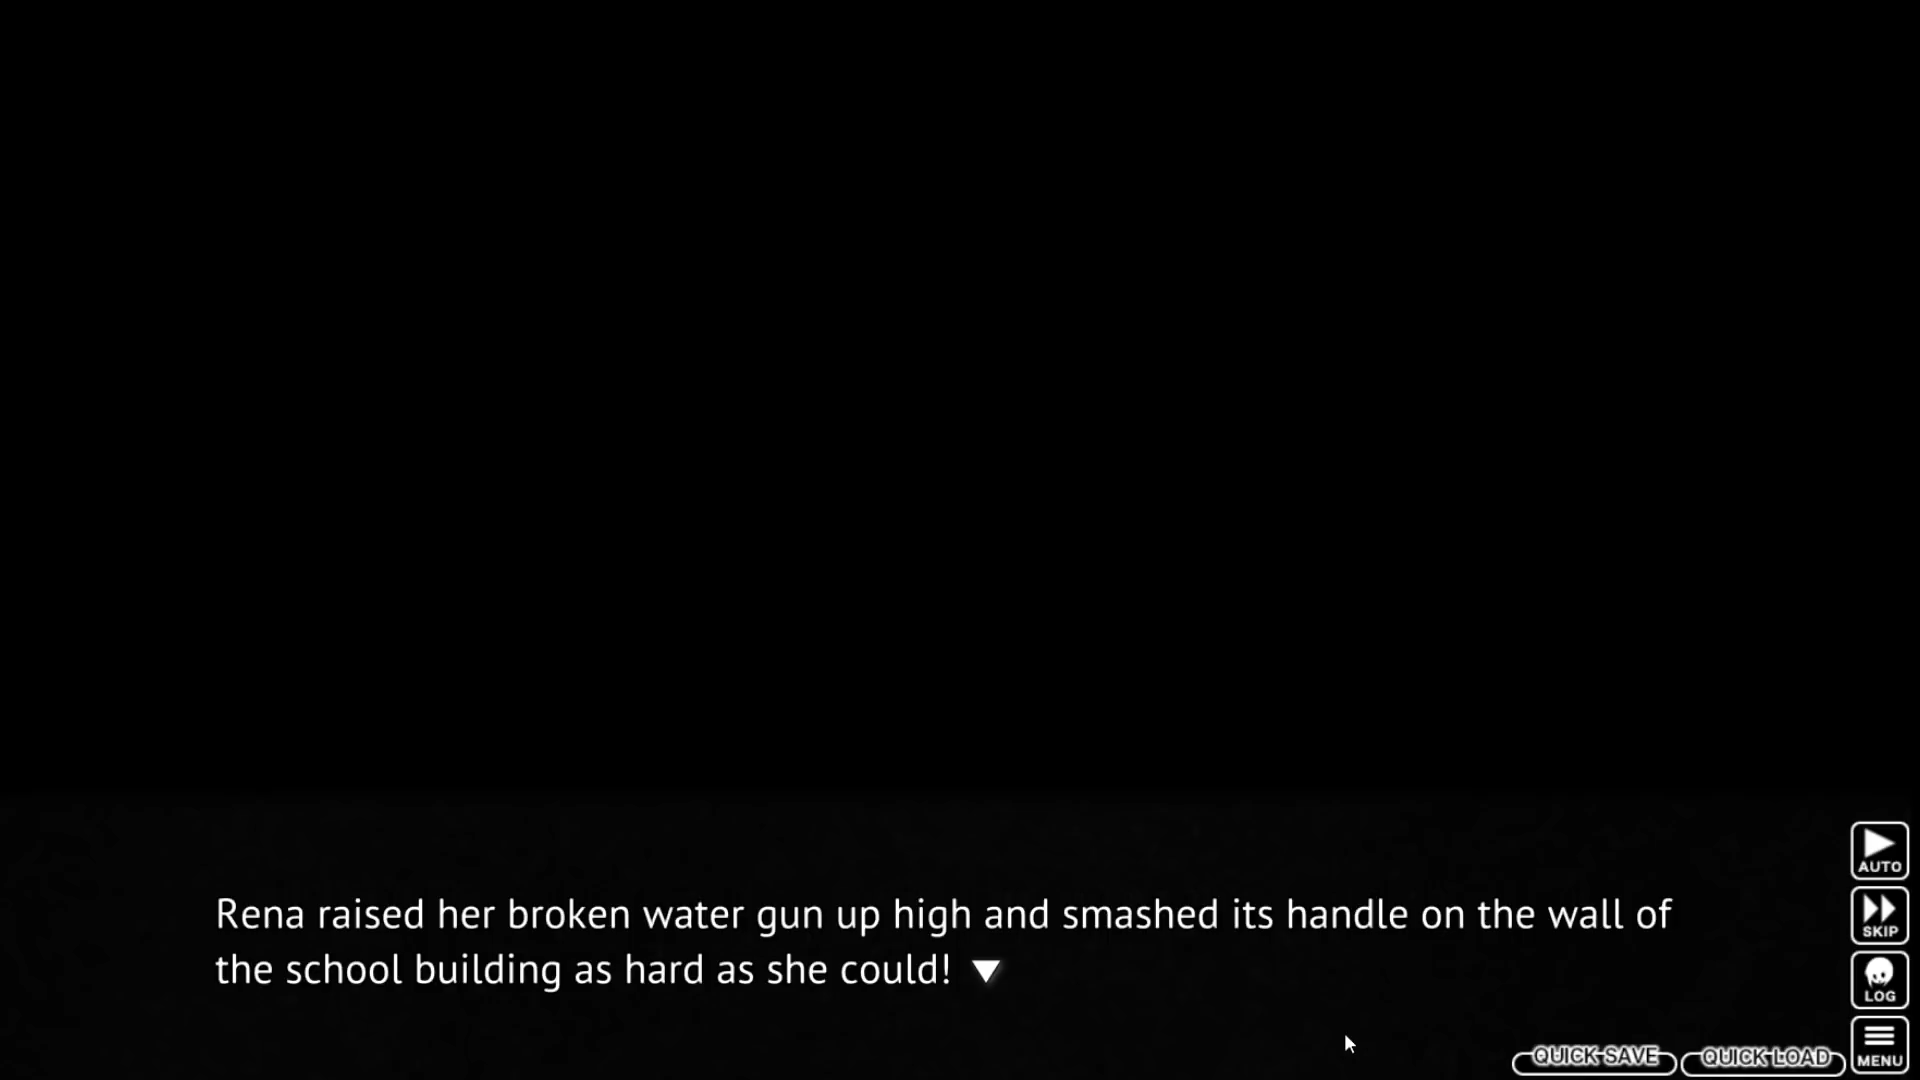 Rena raised her broken water gun up high and smashed its handle on the wall of
the school building as hard as she could!
AUTO
SKIP
LOG
MENU
QUICK SAVE
QUICK LOAD